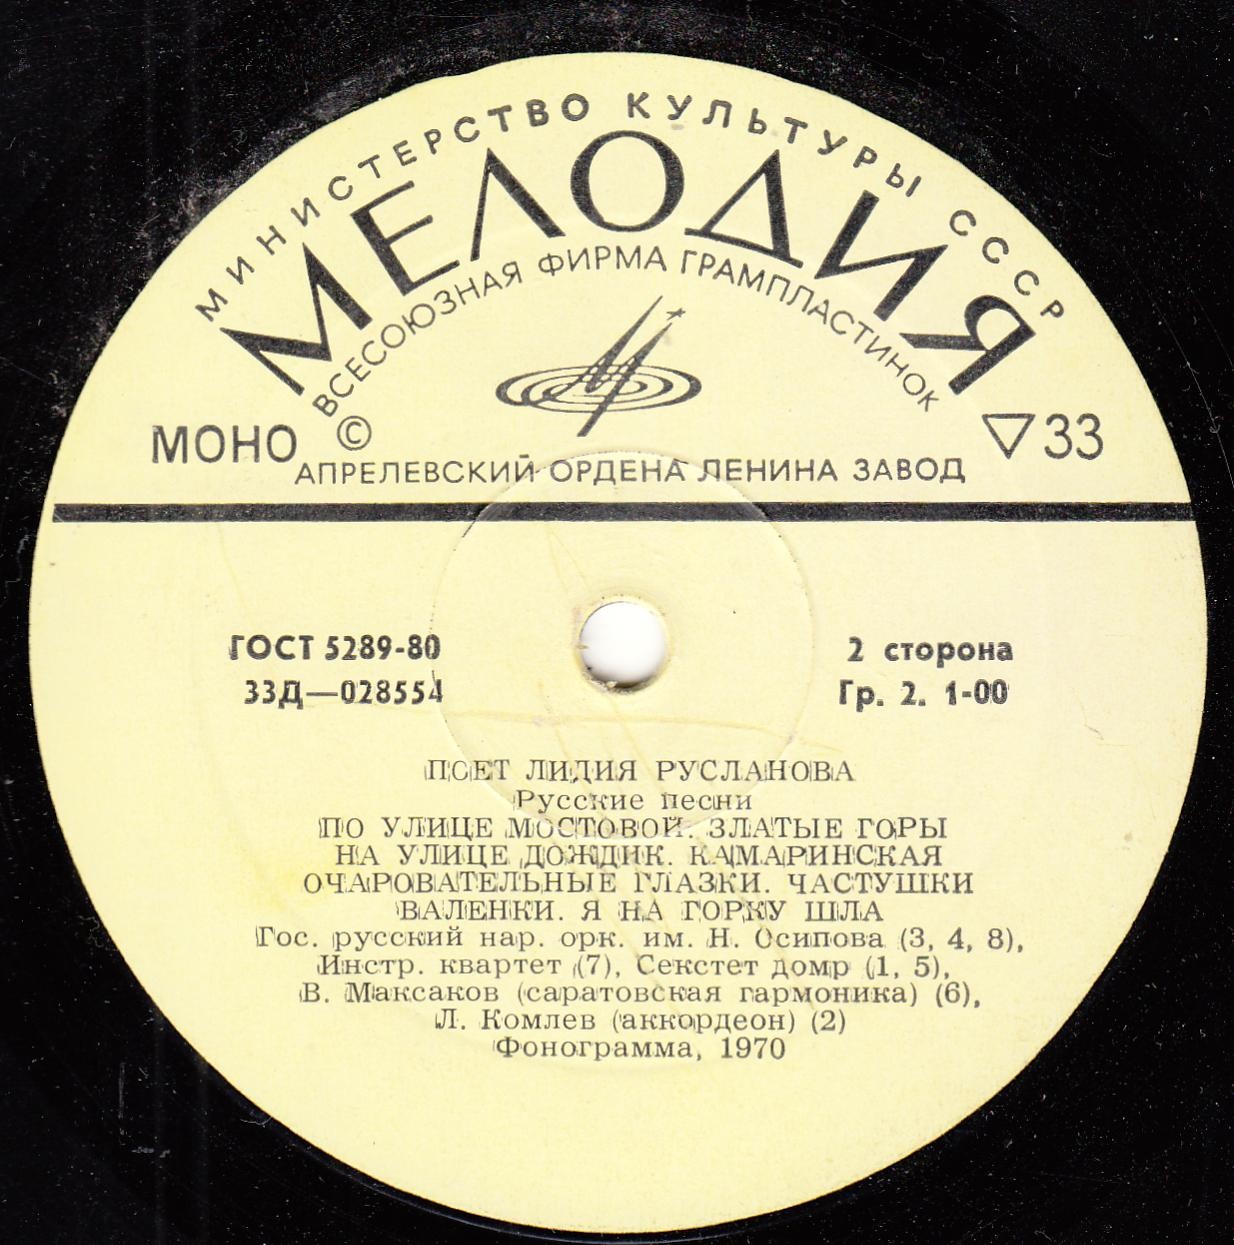 МИНИСТЕРСТВО КУЛЬТУРЫ СССР
МЕЛОДИЯ
ВСЕСОЮЗНАЯ ФИРМА ГРАМПЛАСТИНОК
МОНО © ▽33
АПРЕЛЕВСКИЙ ОРДЕНА ЛЕНИНА ЗАВОД
ГОСТ 5289-80 2 сторона
33Д—028554 Гр. 2. 1-00
ПОЕТ ЛИДИЯ РУСЛАНОВА
Русские песни
ПО УЛИЦЕ МОСТОВОЙ. ЗЛАТЫЕ ГОРЫ
НА УЛИЦЕ ДОЖДИК. КАМАРИНСКАЯ
ОЧАРОВАТЕЛЬНЫЕ ГЛАЗКИ. ЧАСТУШКИ
ВАЛЕНКИ. Я НА ГОРКУ ШЛА
Гос. русский нар. орк. им. Н. Осипова (3, 4, 8),
Инстр. квартет (7), Секстет домр (1, 5),
В. Максаков (саратовская гармоника) (6),
Л. Комлев (аккордеон) (2)
Фонограмма, 1970